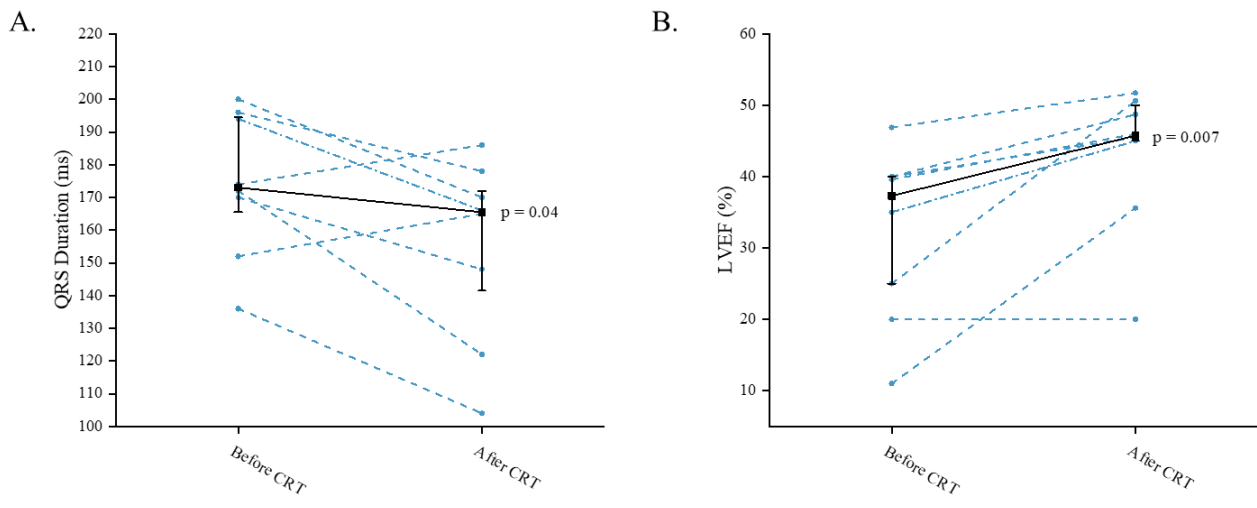 A.
QRS Duration (ms)
220
210
200
190
180
170
160
150
140
130
120
110
100
p = 0.04
Before CRT
After CRT
B.
LVEF (%)
60
50
40
30
20
10
p = 0.007
Before CRT
After CRT